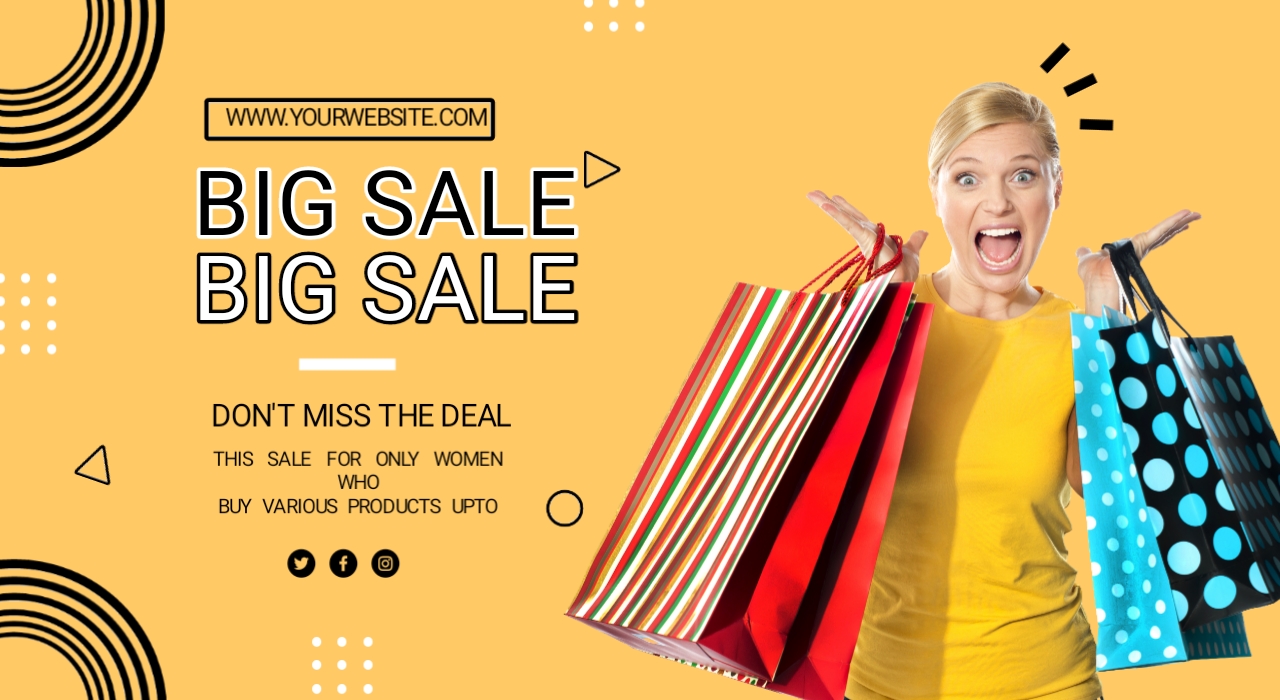 WWW.YOURWEBSITE.COM
BIG SALE
BIG SALE
DON'T MISS THE DEAL
THIS SALE FOR ONLY WOMEN
WHO
BUY VARIOUS PRODUCTS UPTO